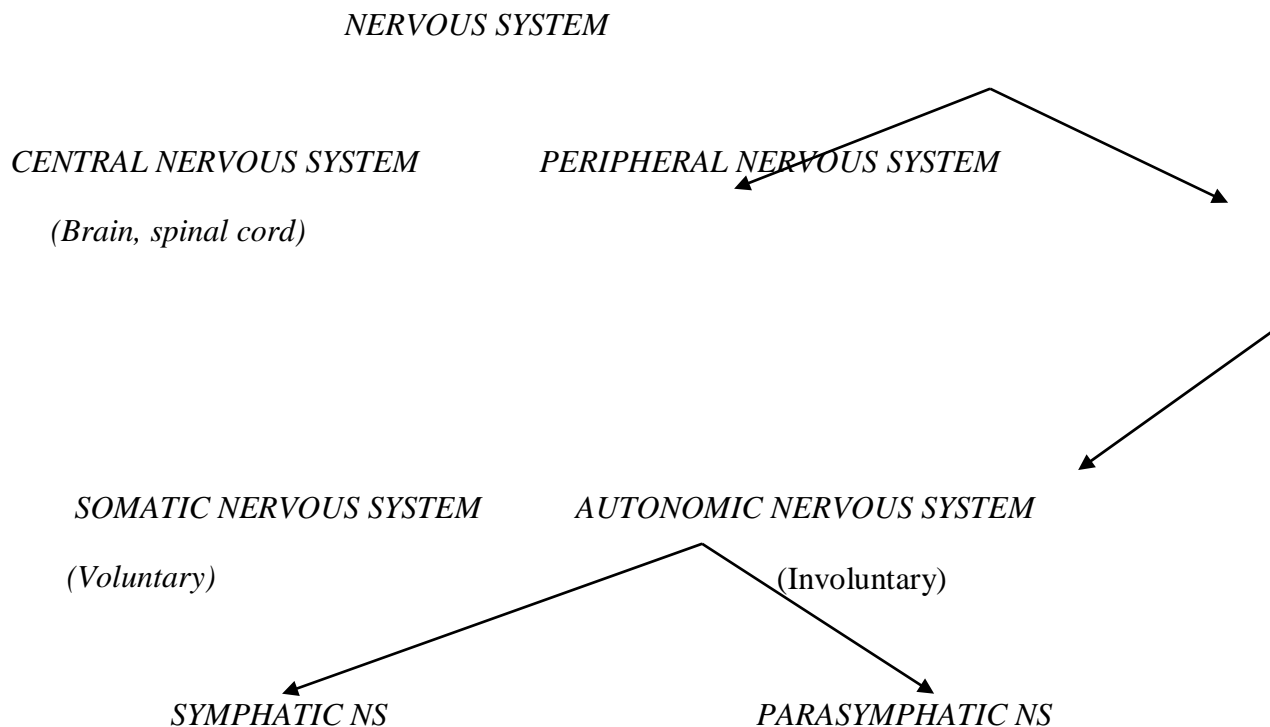 NERVOUS SYSTEM
CENTRAL NERVOUS SYSTEM PERIPHERAL NERVOUS SYSTEM
(Brain, spinal cord)
SOMATIC NERVOUS SYSTEM AUTONOMIC NERVOUS SYSTEM
(Voluntary) (Involuntary)
SYMPHATIC NS PARASYMPHATIC NS